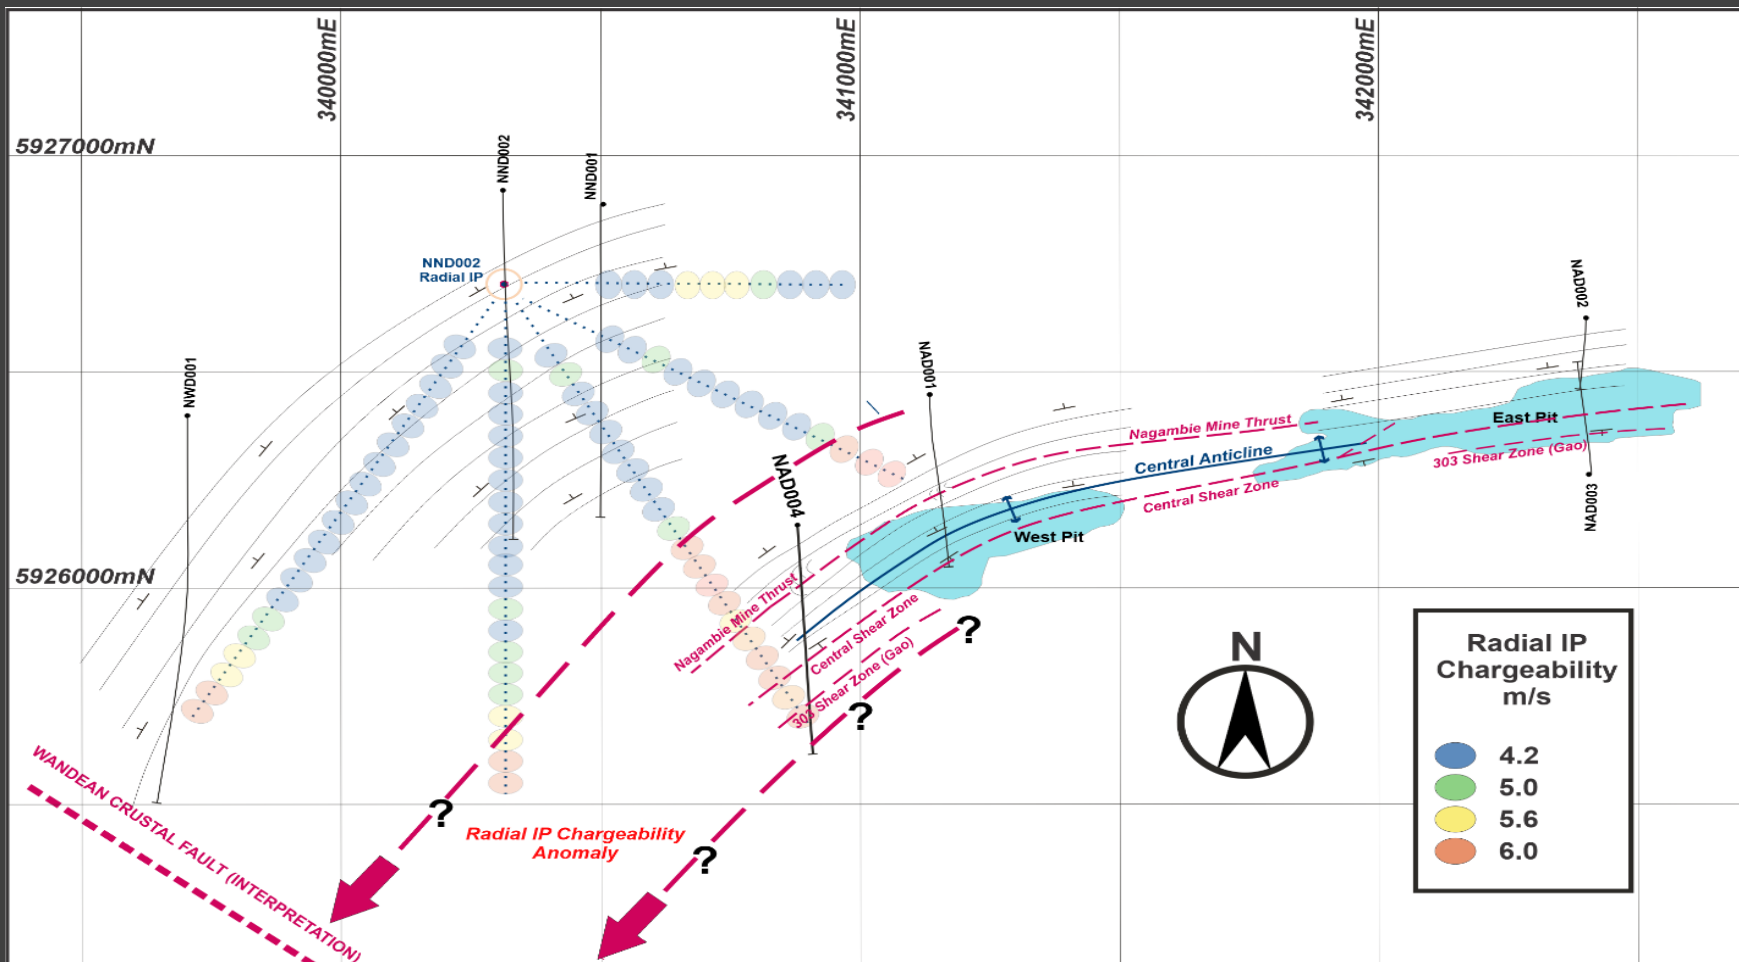 340000mE
341000mE
342000mE
5927000mN
NND002
NND001
NND002
Radial IP
NAD002
NWD001
NAD001
Nagambie Mine Thrust
East Pit
Central Anticline
303 Shear Zone (Gao)
NAD004
Central Shear Zone
NAD003
West Pit
5926000mN
Nagambie Mine Thrust
Central Shear Zone
303 Shear Zone (Gao)
?
?
?
?
N
Radial IP
Chargeability
m/s
4.2
5.0
5.6
6.0
WANDEAN CRUSTAL FAULT (INTERPRETATION)
Radial IP Chargeability
Anomaly